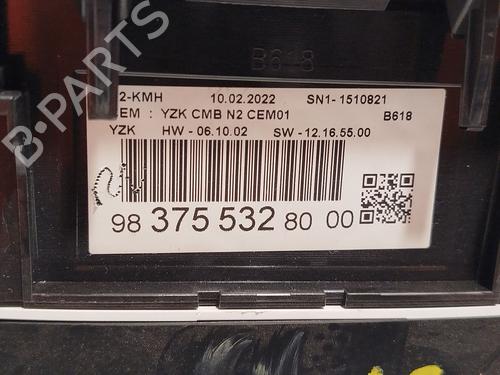 B618
2-KMH 10.02.2022 SN1- 1510821
EM : YZK CMB N2 CEM01 B618
YZK HW - 06.10.02 SW - 12.16.55.00
98 375 532 80 00
B-PARTS